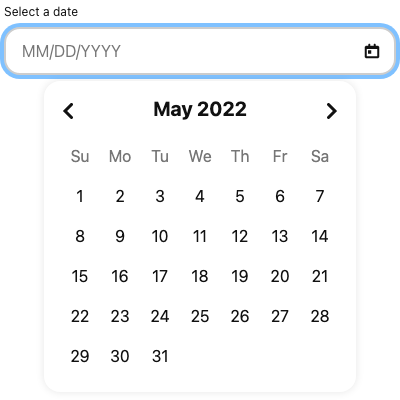 Select a date
MM/DD/YYYY
May 2022
Su Mo Tu We Th Fr Sa
1 2 3 4 5 6 7
8 9 10 11 12 13 14
15 16 17 18 19 20 21
22 23 24 25 26 27 28
29 30 31